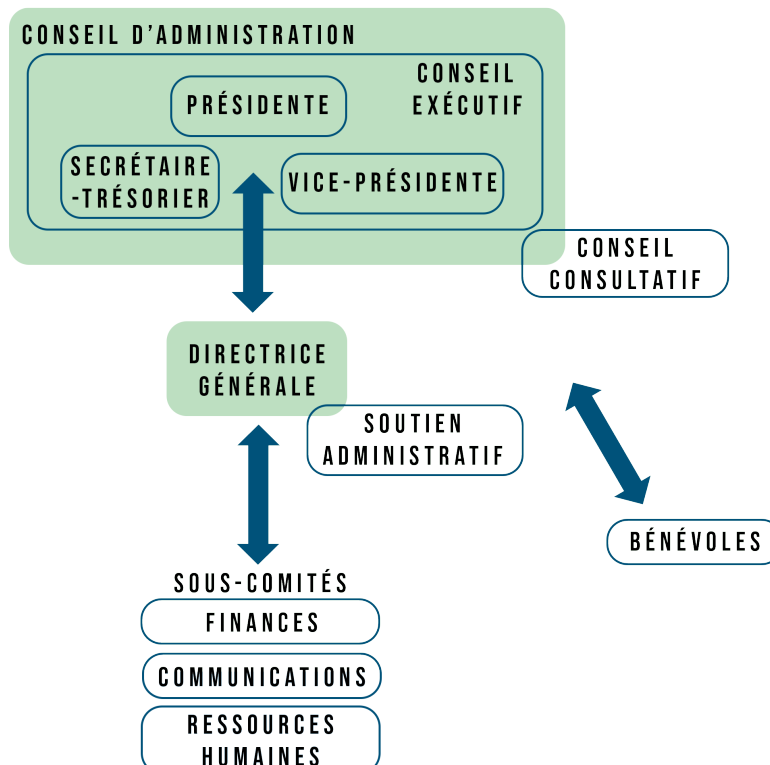 CONSEIL D'ADMINISTRATION
CONSEIL
EXÉCUTIF
PRÉSIDENTE
SECRÉTAIRE
-TRÉSORIER
VICE-PRÉSIDENTE
CONSEIL
CONSULTATIF
DIRECTRICE
GÉNÉRALE
SOUTIEN
ADMINISTRATIF
BÉNÉVOLES
SOUS-COMITÉS
FINANCES
COMMUNICATIONS
RESSOURCES
HUMAINES